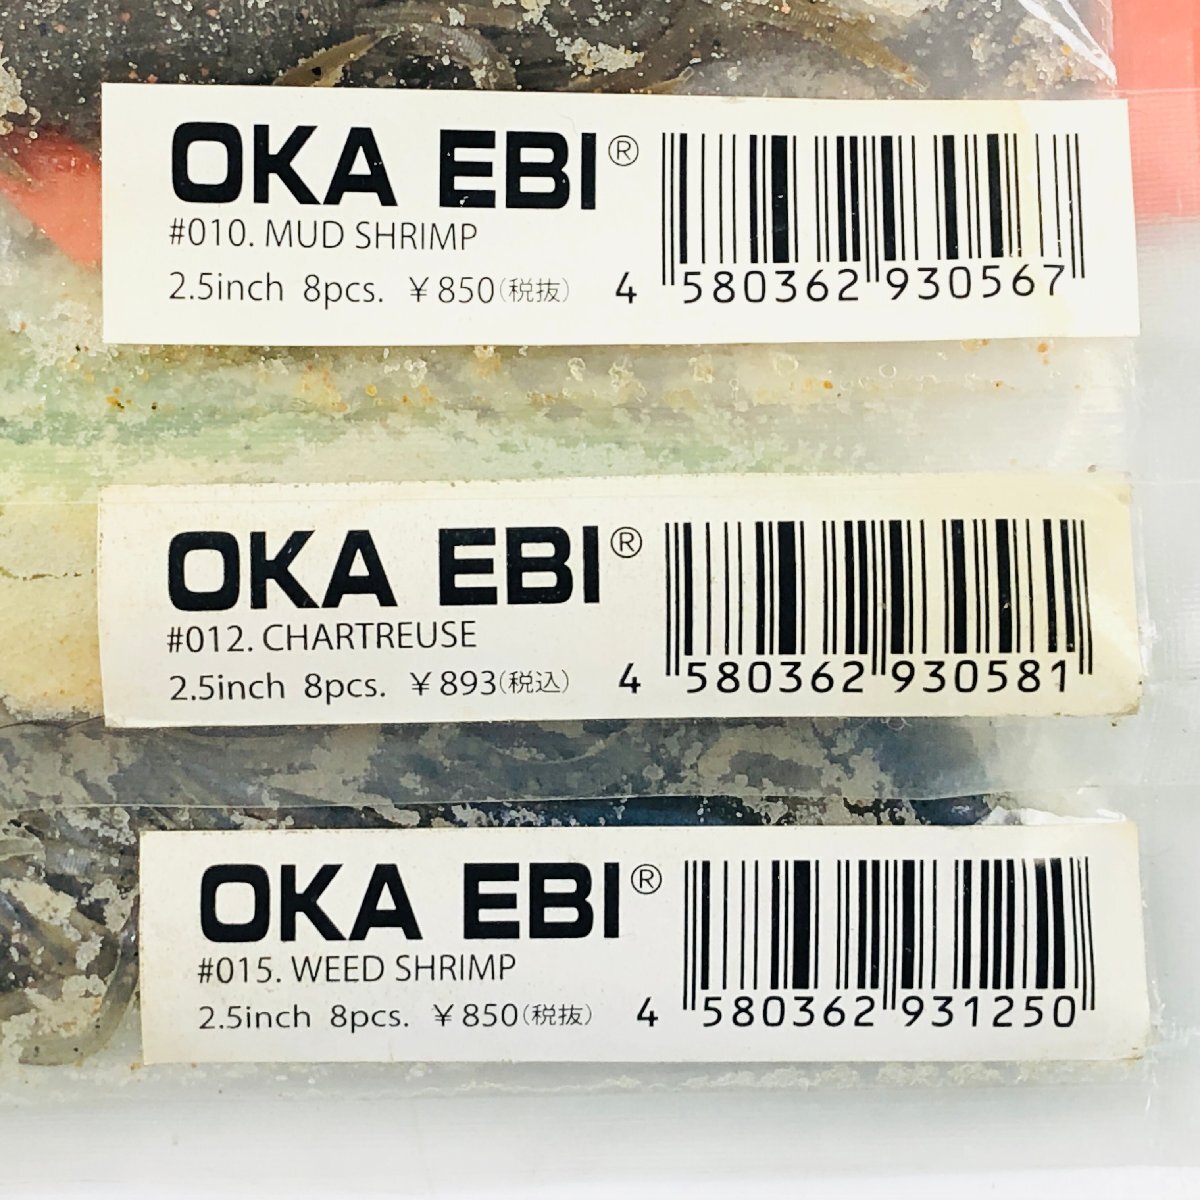 OKA EBI®
#010. MUD SHRIMP
2.5inch 8pcs. ¥850(税抜)
4 580362 930567
OKA EBI®
#012. CHARTREUSE
2.5inch 8pcs. ¥893(税込)
4 580362 930581
OKA EBI®
#015. WEED SHRIMP
2.5inch 8pcs. ¥850(税抜)
4 580362 931250